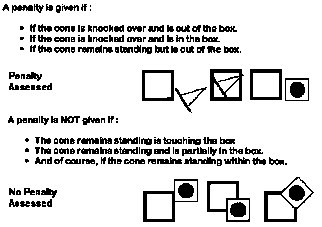 A penalty is given if :
• If the cone is knocked over and is out of the box.
• If the cone is knocked over and is in the box.
• If the cone remains standing but is out of the box.
Penalty
Assessed
A penalty is NOT given if :
• The cone remains standing is touching the box
• The cone remains standing and is partially in the box.
• And of course, if the cone remains standing within the box.
No Penalty
Assessed